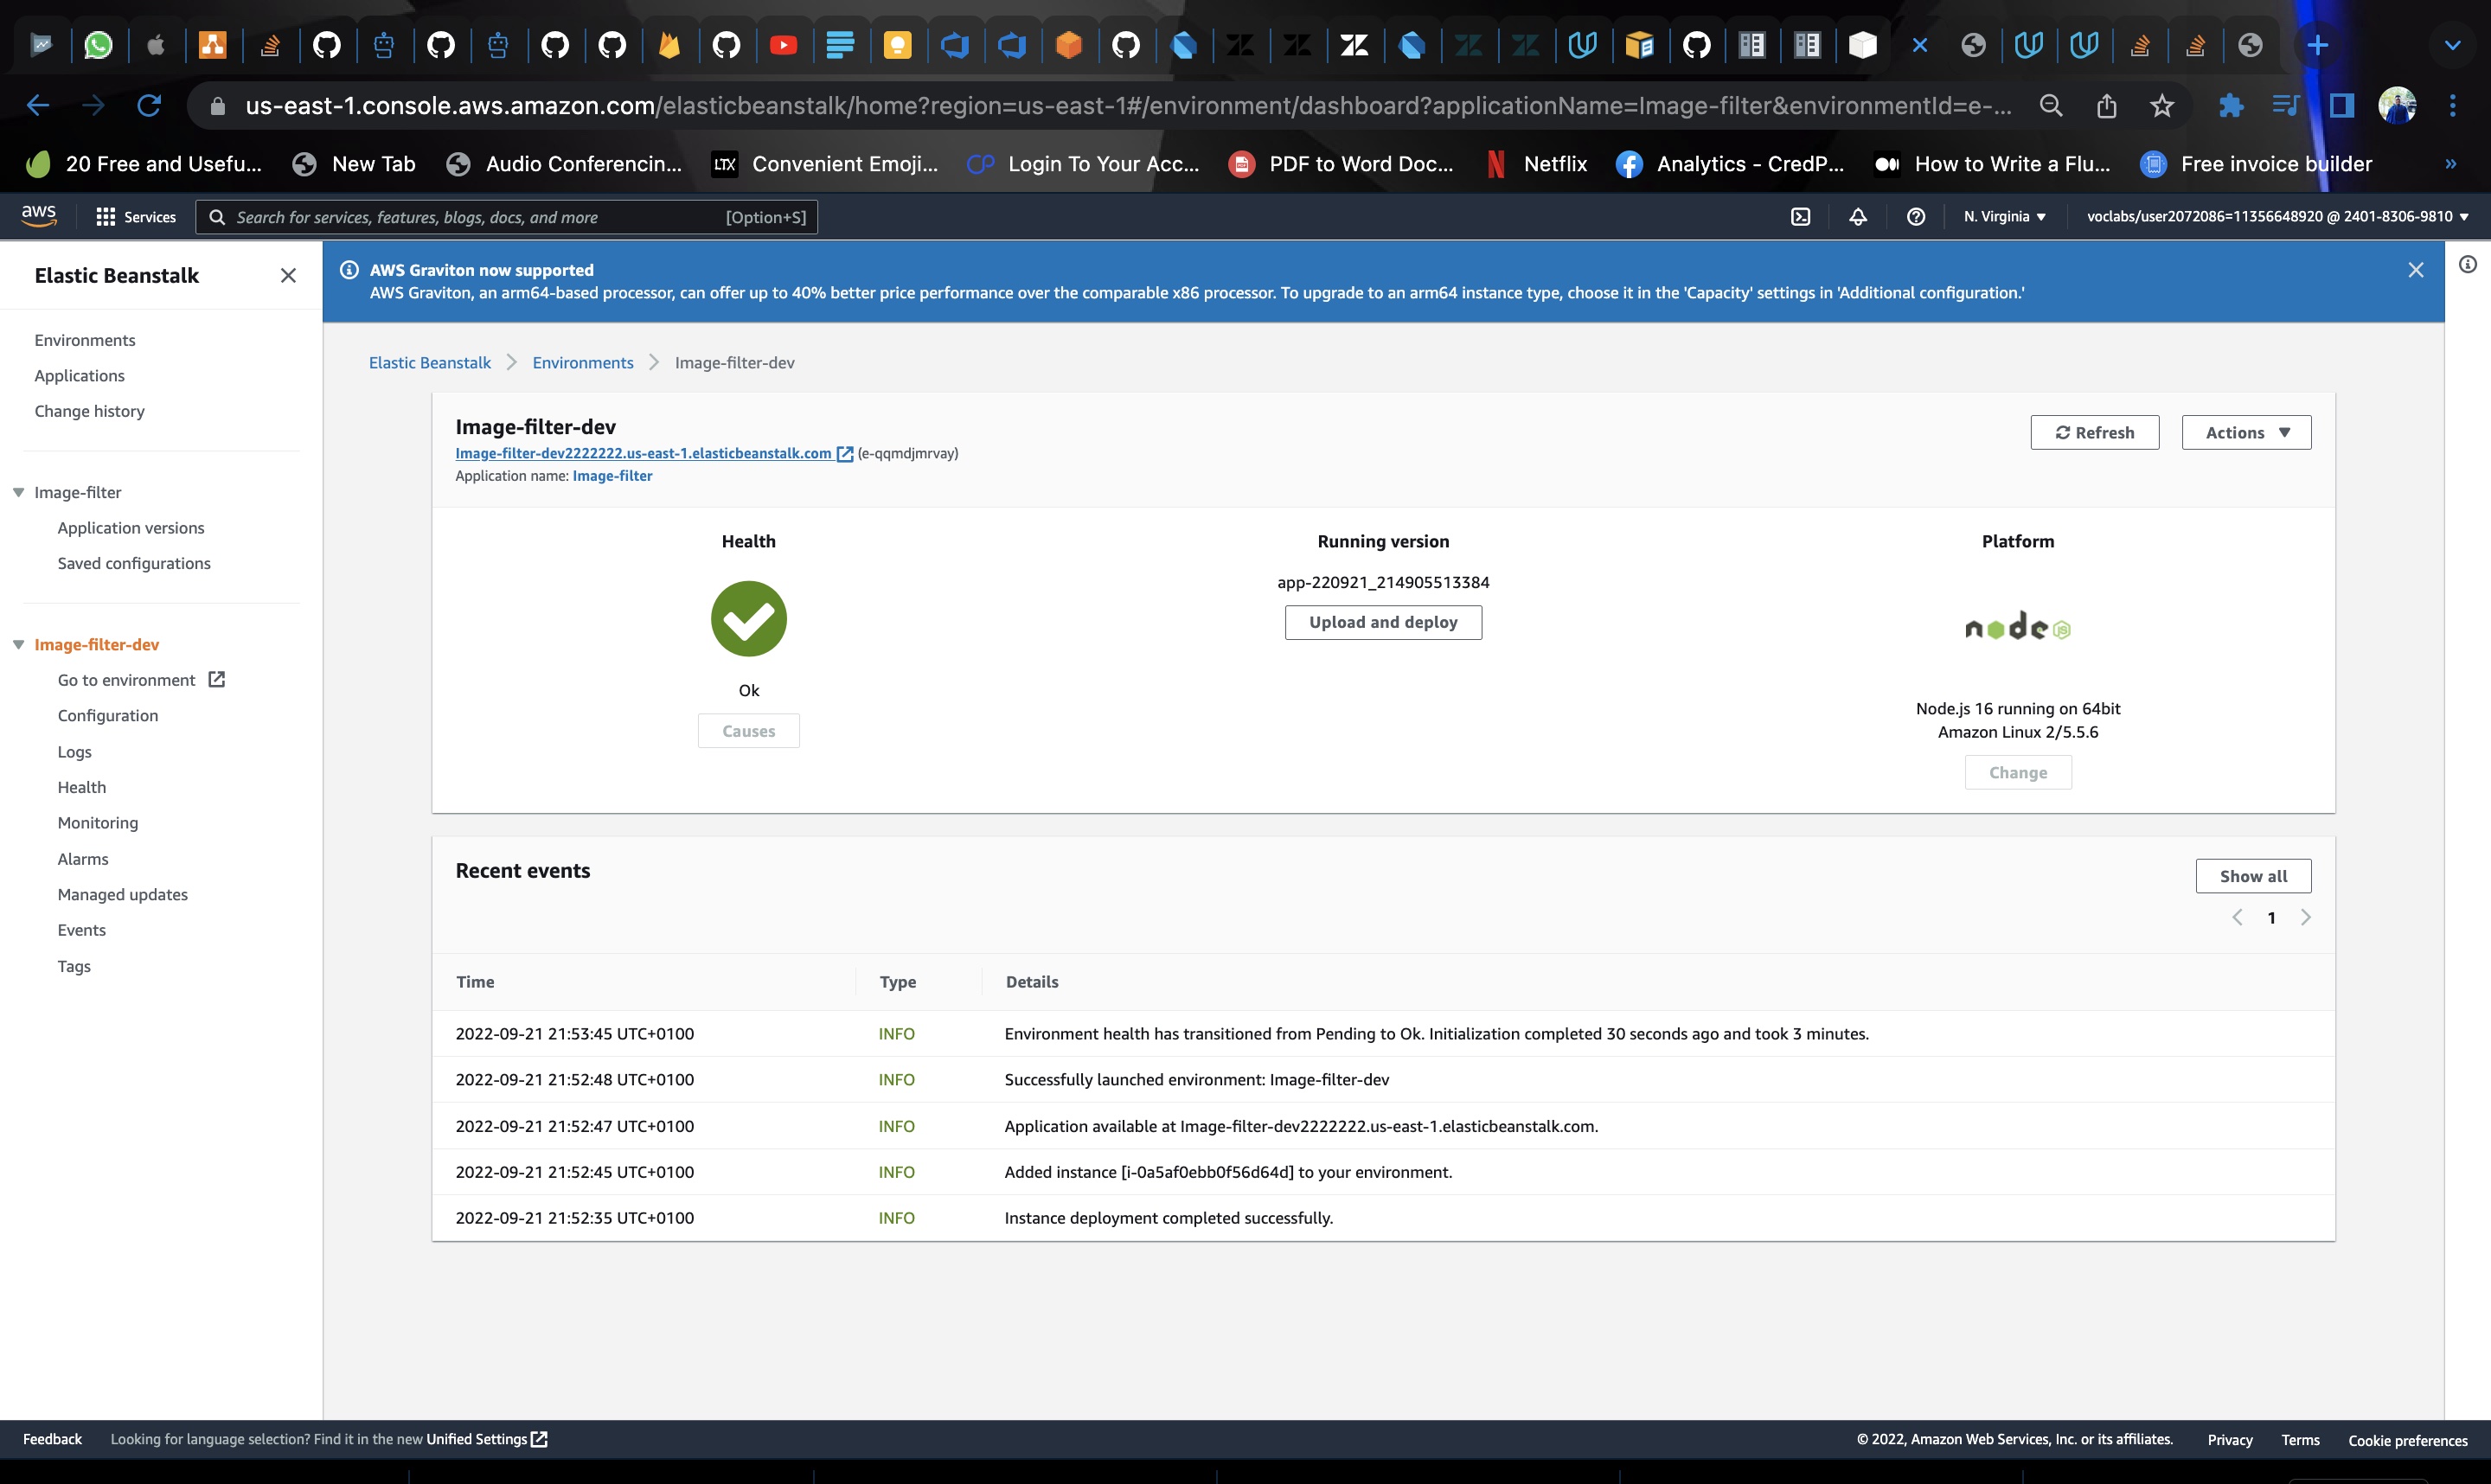 us-east-1.console.aws.amazon.com/elasticbeanstalk/home?region=us-east-1#/environment/dashboard?applicationName=Image-filter&environmentId=e-...
20 Free and Usefu... New Tab Audio Conferencin... LTX Convenient Emoji... CP Login To Your Acc... PDF to Word Doc... Netflix Analytics - CredP... How to Write a Flu... Free invoice builder »
aws Services Search for services, features, blogs, docs, and more [Option+S] N. Virginia voclabs/user2072086=11356648920 @ 2401-8306-9810
Elastic Beanstalk
Environments
Applications
Change history
Image-filter
Application versions
Saved configurations
Image-filter-dev
Go to environment
Configuration
Logs
Health
Monitoring
Alarms
Managed updates
Events
Tags
AWS Graviton now supported
AWS Graviton, an arm64-based processor, can offer up to 40% better price performance over the comparable x86 processor. To upgrade to an arm64 instance type, choose it in the 'Capacity' settings in 'Additional configuration.'
Elastic Beanstalk > Environments > Image-filter-dev
Image-filter-dev
Image-filter-dev2222222.us-east-1.elasticbeanstalk.com (e-qqmdjmrvay)
Application name: Image-filter
Refresh
Actions
Health
Ok
Causes
Running version
app-220921_214905513384
Upload and deploy
Platform
node JS
Node.js 16 running on 64bit
Amazon Linux 2/5.5.6
Change
Recent events
Show all
1
Time Type Details
2022-09-21 21:53:45 UTC+0100 INFO Environment health has transitioned from Pending to Ok. Initialization completed 30 seconds ago and took 3 minutes.
2022-09-21 21:52:48 UTC+0100 INFO Successfully launched environment: Image-filter-dev
2022-09-21 21:52:47 UTC+0100 INFO Application available at Image-filter-dev2222222.us-east-1.elasticbeanstalk.com.
2022-09-21 21:52:45 UTC+0100 INFO Added instance [i-0a5af0ebb0f56d64d] to your environment.
2022-09-21 21:52:35 UTC+0100 INFO Instance deployment completed successfully.
Feedback Looking for language selection? Find it in the new Unified Settings © 2022, Amazon Web Services, Inc. or its affiliates. Privacy Terms Cookie preferences